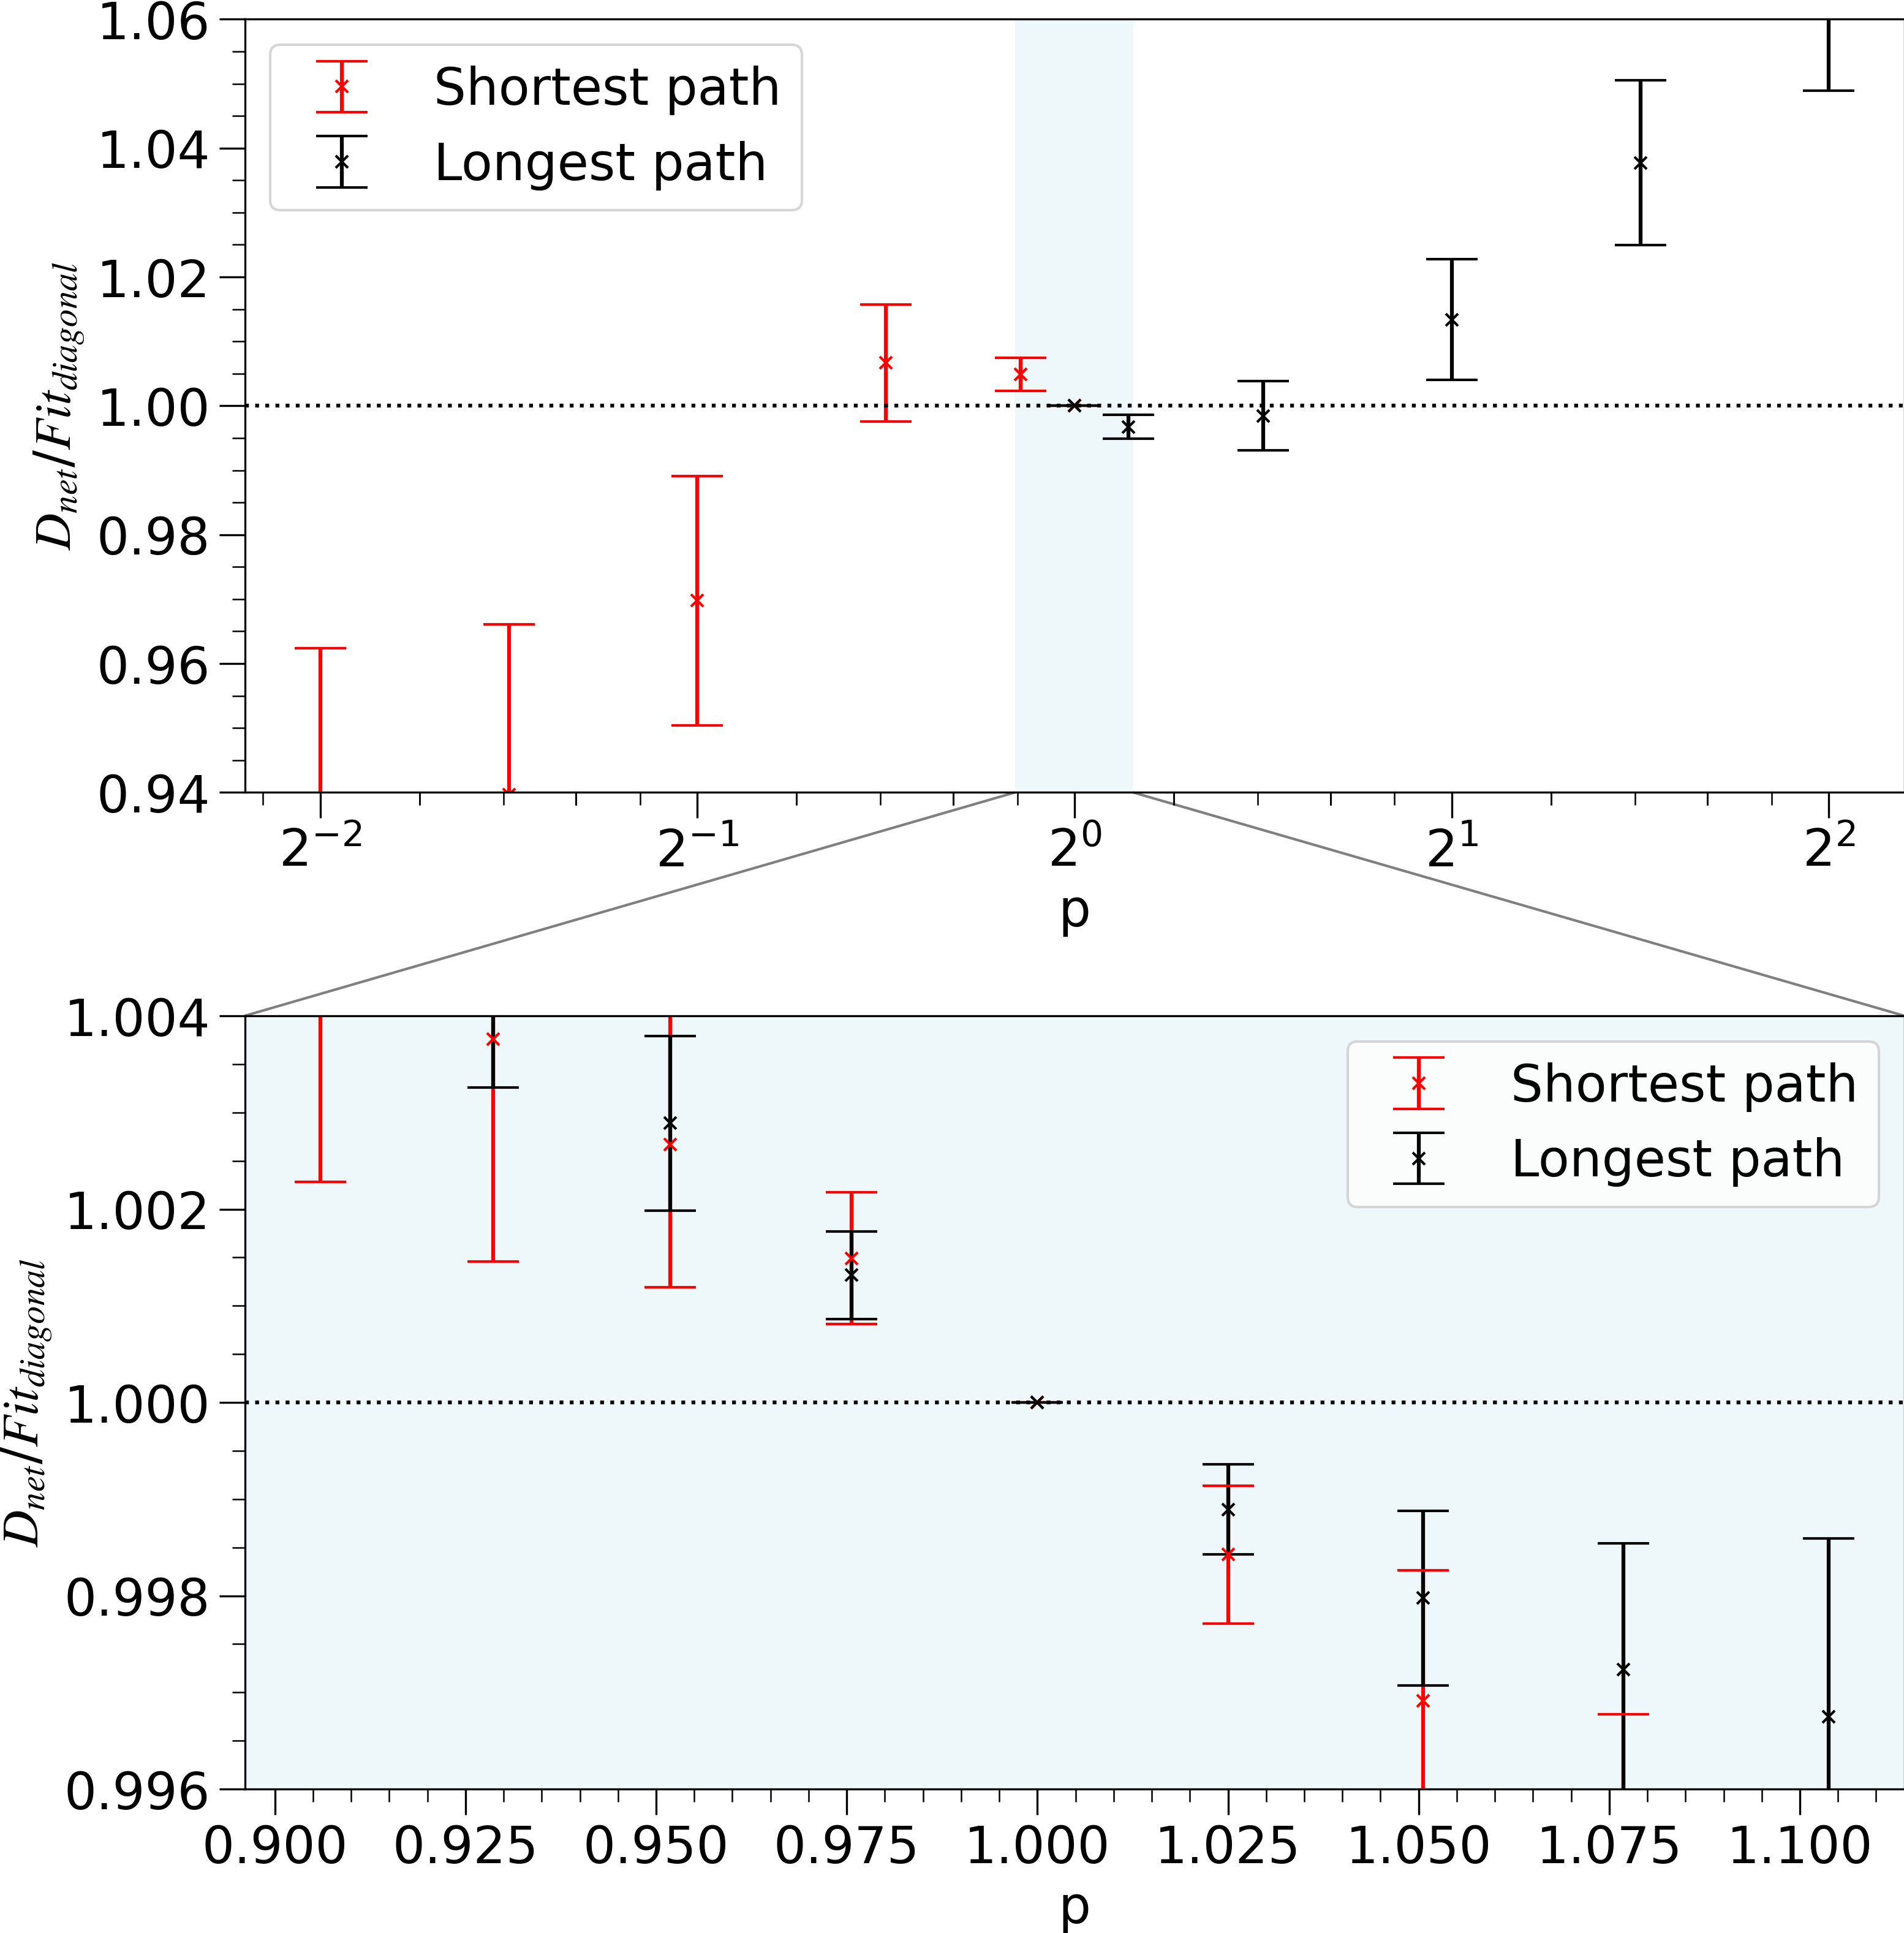 1.06
1.04
1.02
1.00
0.98
0.96
0.94
D_net/Fit_diagonal
Shortest path
Longest path
2^−2 2^−1 2^0 2^1 2^2
p
1.004
1.002
1.000
0.998
0.996
D_net/Fit_diagonal
Shortest path
Longest path
0.900 0.925 0.950 0.975 1.000 1.025 1.050 1.075 1.100
p